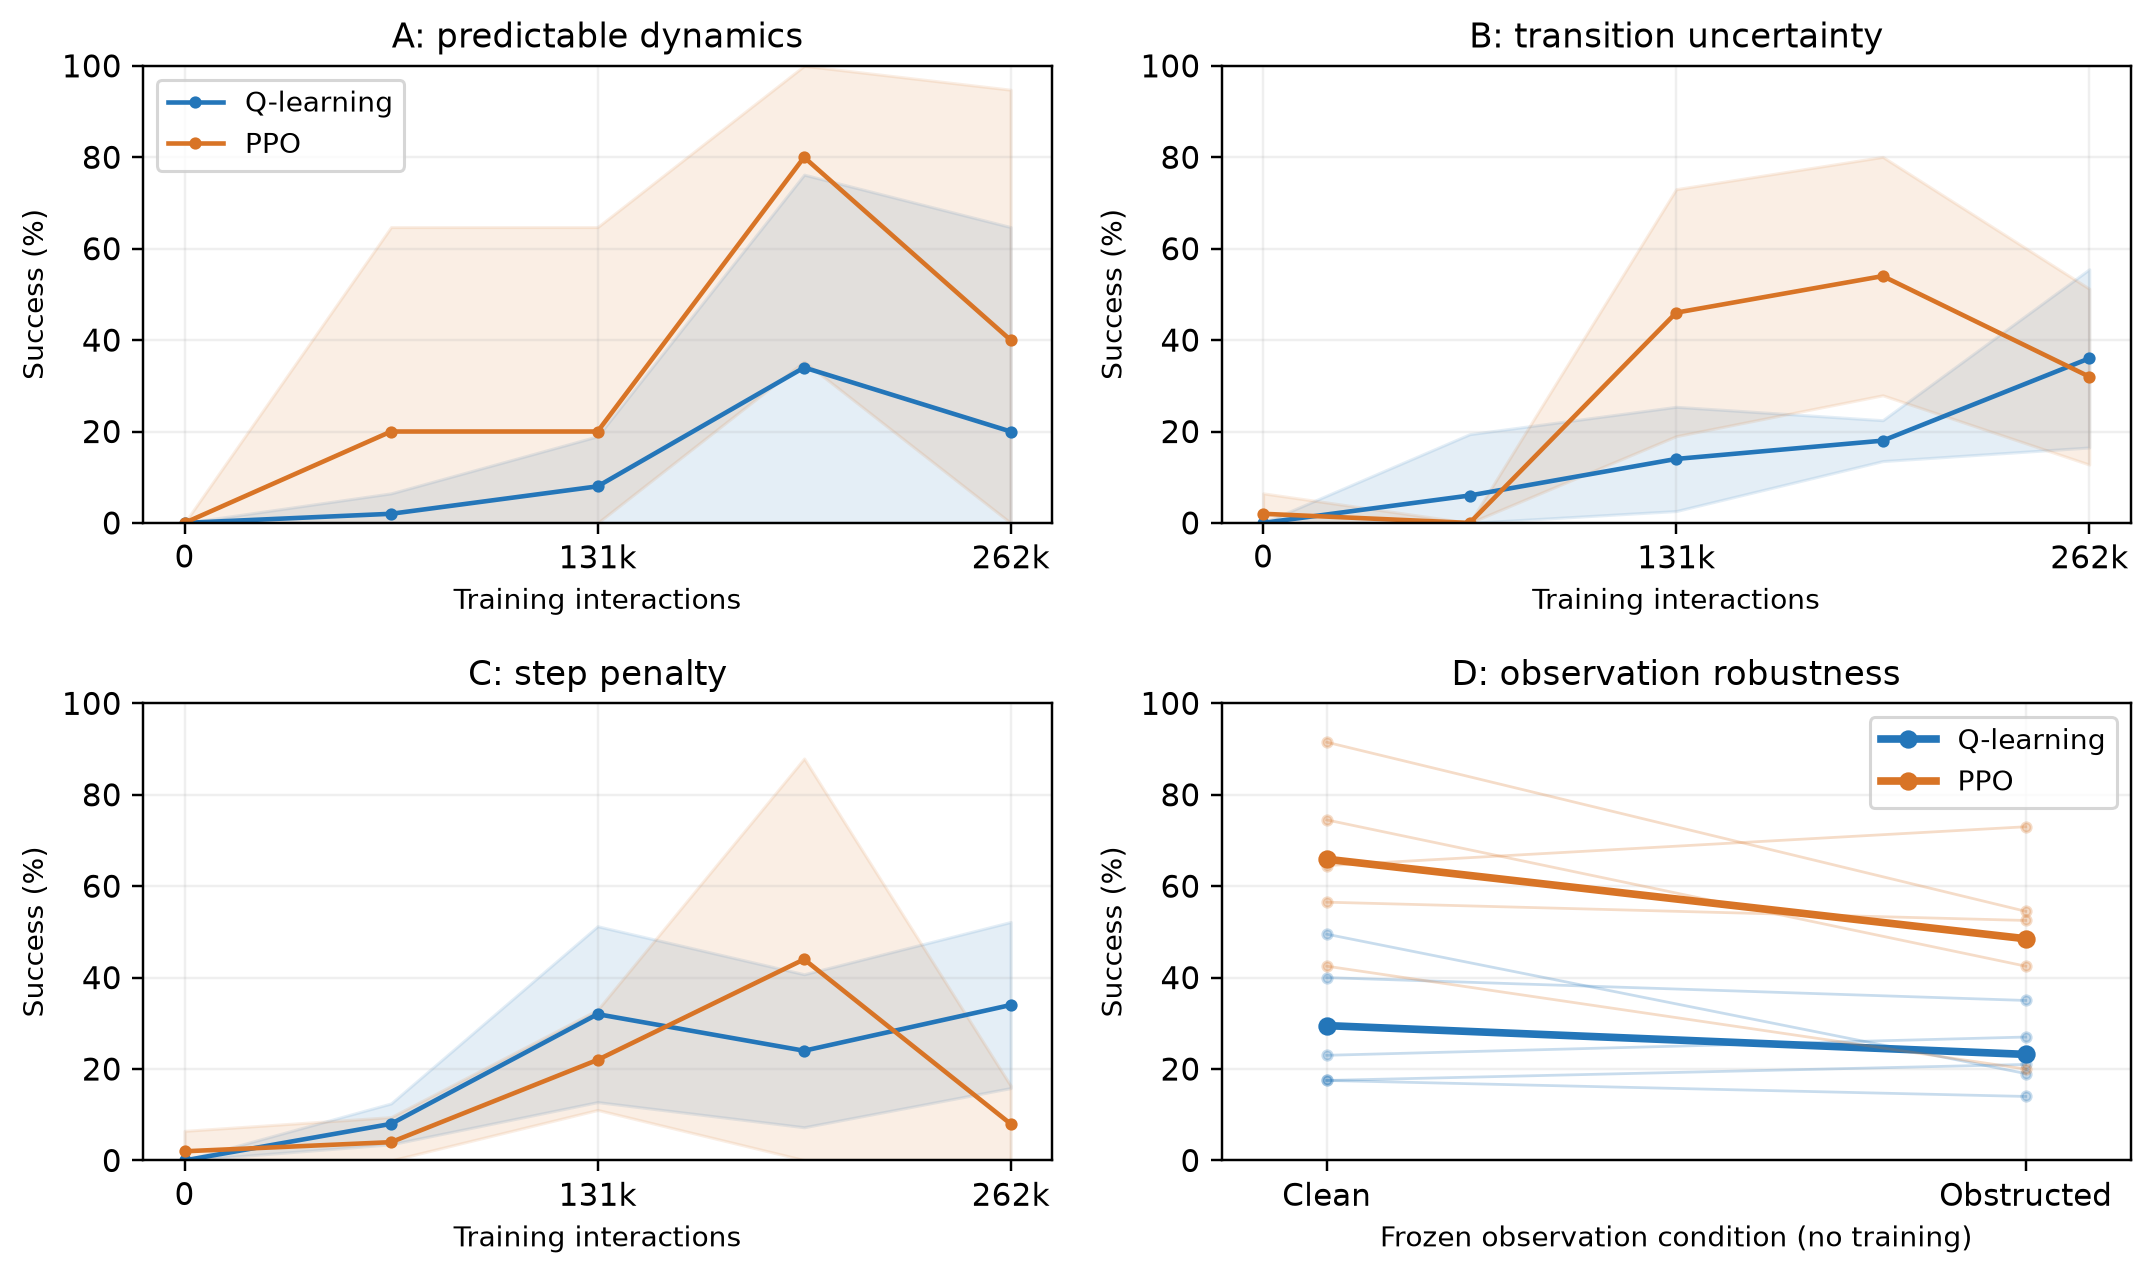 A: predictable dynamics
100
80
60
40
20
0
Success (%)
Q-learning
PPO
0
131k
262k
Training interactions
B: transition uncertainty
100
80
60
40
20
0
Success (%)
0
131k
262k
Training interactions
C: step penalty
100
80
60
40
20
0
Success (%)
0
131k
262k
Training interactions
D: observation robustness
100
80
60
40
20
0
Success (%)
Q-learning
PPO
Clean
Obstructed
Frozen observation condition (no training)